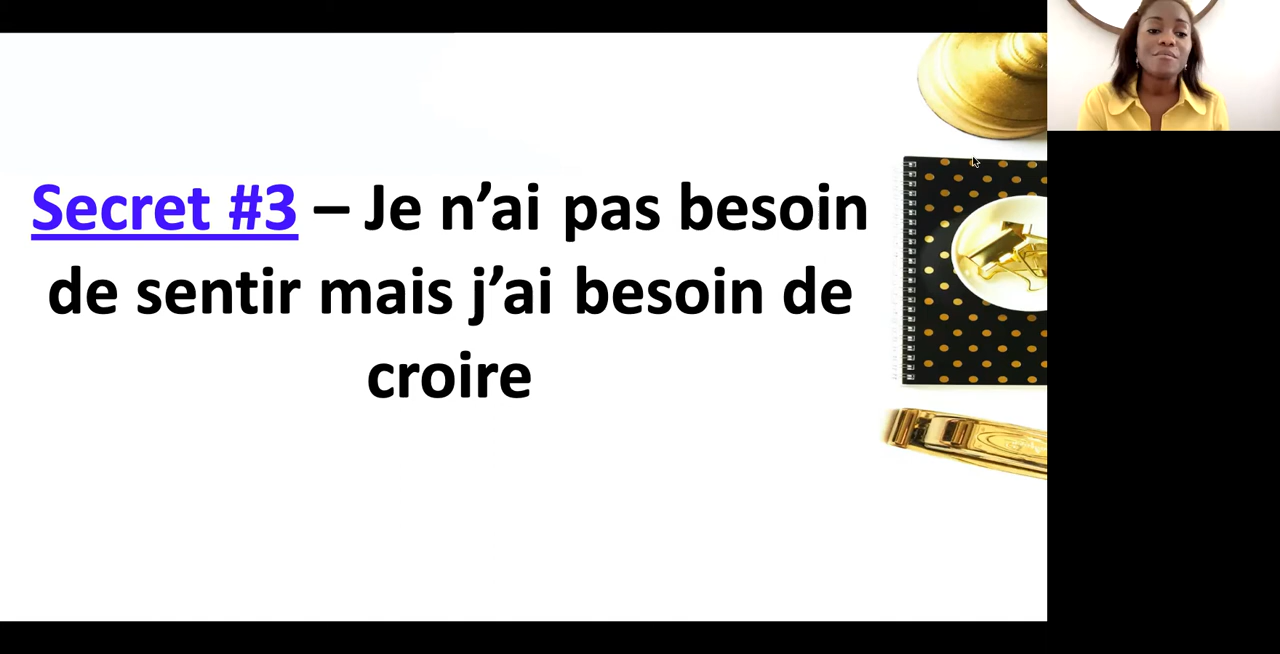 Secret #3 – Je n’ai pas besoin
de sentir mais j’ai besoin de
croire